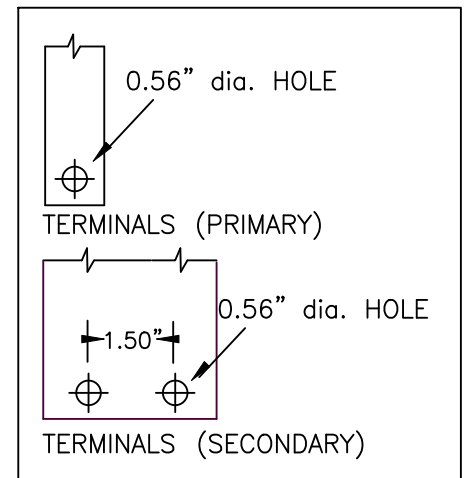 0.56” dia. HOLE
TERMINALS (PRIMARY)
0.56” dia. HOLE
1.50”
TERMINALS (SECONDARY)